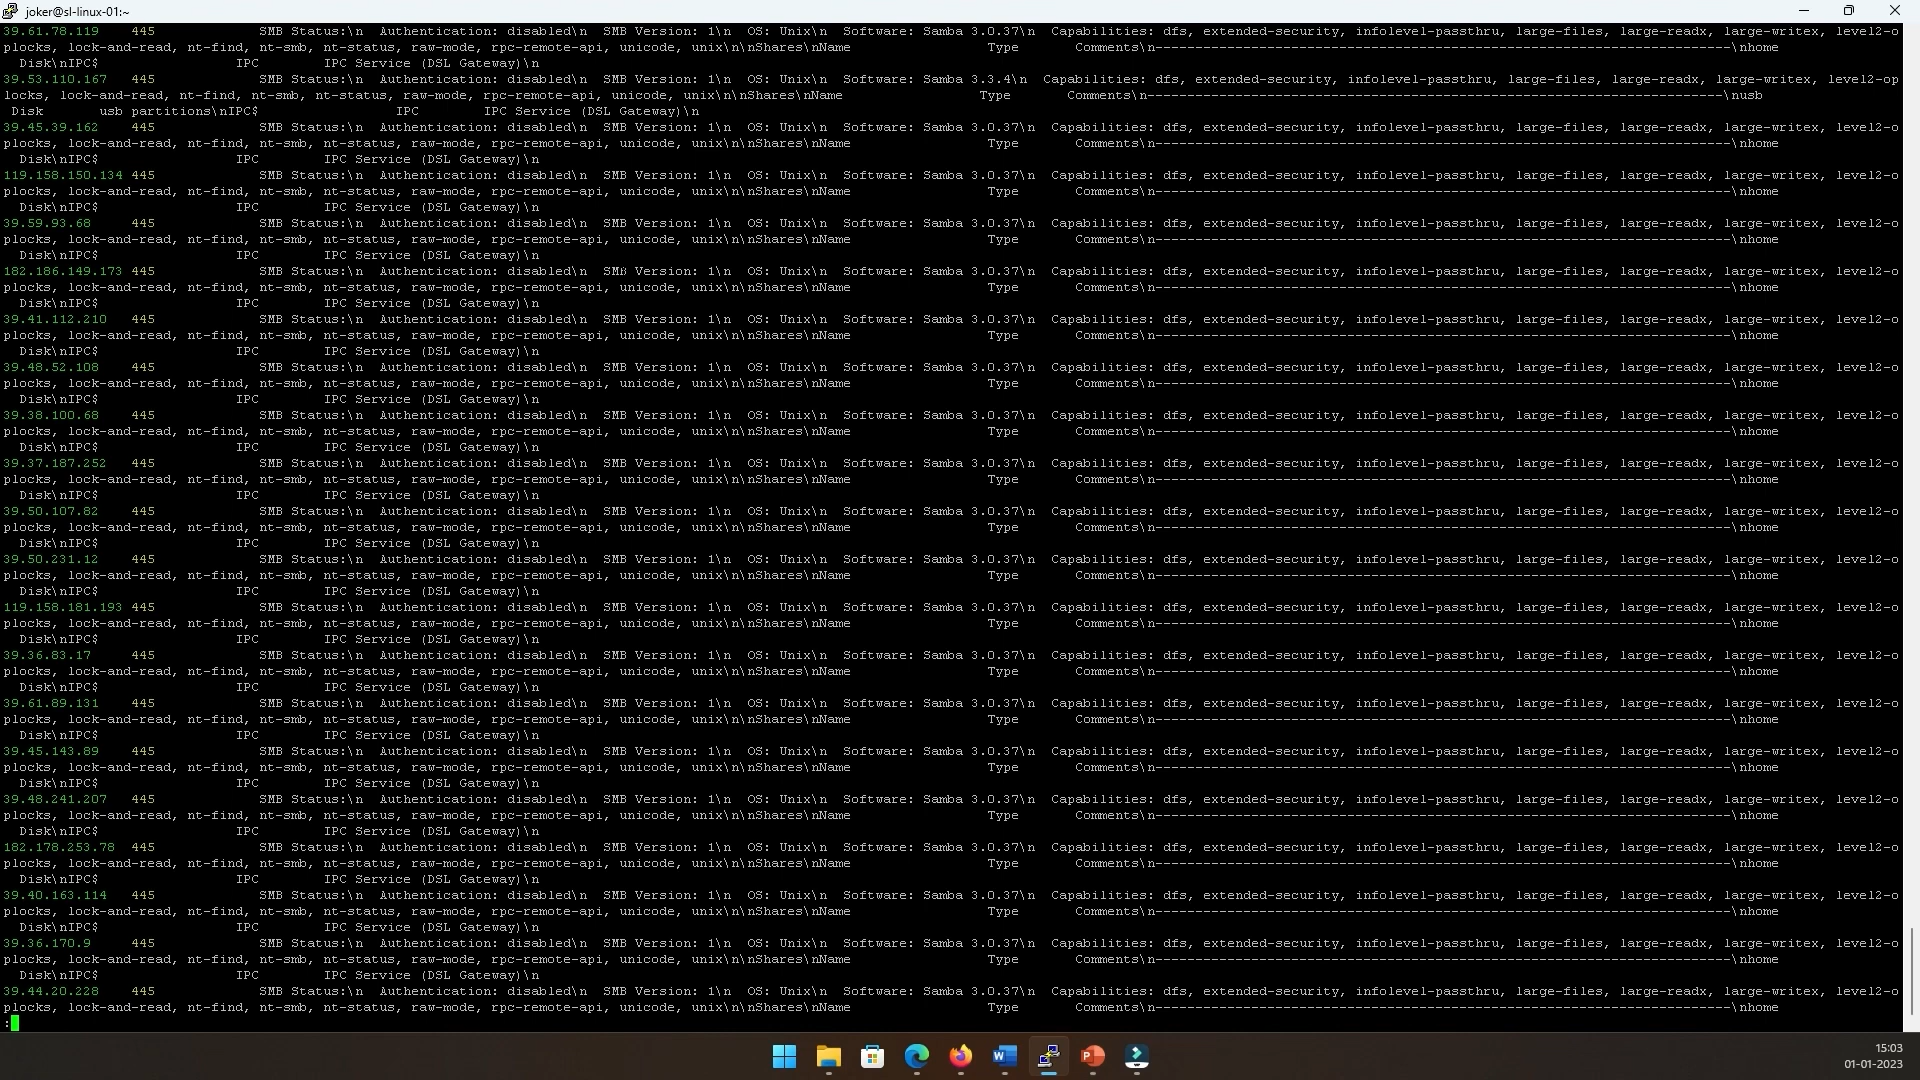 joker@sl-linux-01:~
39.61.78.119    445             SMB Status:\n  Authentication: disabled\n  SMB Version: 1\n  OS: Unix\n  Software: Samba 3.0.37\n  Capabilities: dfs, extended-security, infolevel-passthru, large-files, large-readx, large-writex, level2-o
plocks, lock-and-read, nt-find, nt-smb, nt-status, raw-mode, rpc-remote-api, unicode, unix\n\nShares\nName                 Type       Comments\n------------------------------------------------------------------------\nhome
  Disk\nIPC$                 IPC        IPC Service (DSL Gateway)\n
39.53.110.167   445             SMB Status:\n  Authentication: disabled\n  SMB Version: 1\n  OS: Unix\n  Software: Samba 3.3.4\n  Capabilities: dfs, extended-security, infolevel-passthru, large-files, large-readx, large-writex, level2-op
locks, lock-and-read, nt-find, nt-smb, nt-status, raw-mode, rpc-remote-api, unicode, unix\n\nShares\nName                 Type       Comments\n------------------------------------------------------------------------\nusb
 Disk       usb partitions\nIPC$                 IPC        IPC Service (DSL Gateway)\n
39.45.39.162    445             SMB Status:\n  Authentication: disabled\n  SMB Version: 1\n  OS: Unix\n  Software: Samba 3.0.37\n  Capabilities: dfs, extended-security, infolevel-passthru, large-files, large-readx, large-writex, level2-o
plocks, lock-and-read, nt-find, nt-smb, nt-status, raw-mode, rpc-remote-api, unicode, unix\n\nShares\nName                 Type       Comments\n------------------------------------------------------------------------\nhome
  Disk\nIPC$                 IPC        IPC Service (DSL Gateway)\n
119.158.150.134 445             SMB Status:\n  Authentication: disabled\n  SMB Version: 1\n  OS: Unix\n  Software: Samba 3.0.37\n  Capabilities: dfs, extended-security, infolevel-passthru, large-files, large-readx, large-writex, level2-o
plocks, lock-and-read, nt-find, nt-smb, nt-status, raw-mode, rpc-remote-api, unicode, unix\n\nShares\nName                 Type       Comments\n------------------------------------------------------------------------\nhome
  Disk\nIPC$                 IPC        IPC Service (DSL Gateway)\n
39.59.93.68     445             SMB Status:\n  Authentication: disabled\n  SMB Version: 1\n  OS: Unix\n  Software: Samba 3.0.37\n  Capabilities: dfs, extended-security, infolevel-passthru, large-files, large-readx, large-writex, level2-o
plocks, lock-and-read, nt-find, nt-smb, nt-status, raw-mode, rpc-remote-api, unicode, unix\n\nShares\nName                 Type       Comments\n------------------------------------------------------------------------\nhome
  Disk\nIPC$                 IPC        IPC Service (DSL Gateway)\n
182.186.149.173 445             SMB Status:\n  Authentication: disabled\n  SMB Version: 1\n  OS: Unix\n  Software: Samba 3.0.37\n  Capabilities: dfs, extended-security, infolevel-passthru, large-files, large-readx, large-writex, level2-o
plocks, lock-and-read, nt-find, nt-smb, nt-status, raw-mode, rpc-remote-api, unicode, unix\n\nShares\nName                 Type       Comments\n------------------------------------------------------------------------\nhome
  Disk\nIPC$                 IPC        IPC Service (DSL Gateway)\n
39.41.112.210   445             SMB Status:\n  Authentication: disabled\n  SMB Version: 1\n  OS: Unix\n  Software: Samba 3.0.37\n  Capabilities: dfs, extended-security, infolevel-passthru, large-files, large-readx, large-writex, level2-o
plocks, lock-and-read, nt-find, nt-smb, nt-status, raw-mode, rpc-remote-api, unicode, unix\n\nShares\nName                 Type       Comments\n------------------------------------------------------------------------\nhome
  Disk\nIPC$                 IPC        IPC Service (DSL Gateway)\n
39.48.52.108    445             SMB Status:\n  Authentication: disabled\n  SMB Version: 1\n  OS: Unix\n  Software: Samba 3.0.37\n  Capabilities: dfs, extended-security, infolevel-passthru, large-files, large-readx, large-writex, level2-o
plocks, lock-and-read, nt-find, nt-smb, nt-status, raw-mode, rpc-remote-api, unicode, unix\n\nShares\nName                 Type       Comments\n------------------------------------------------------------------------\nhome
  Disk\nIPC$                 IPC        IPC Service (DSL Gateway)\n
39.38.100.68    445             SMB Status:\n  Authentication: disabled\n  SMB Version: 1\n  OS: Unix\n  Software: Samba 3.0.37\n  Capabilities: dfs, extended-security, infolevel-passthru, large-files, large-readx, large-writex, level2-o
plocks, lock-and-read, nt-find, nt-smb, nt-status, raw-mode, rpc-remote-api, unicode, unix\n\nShares\nName                 Type       Comments\n------------------------------------------------------------------------\nhome
  Disk\nIPC$                 IPC        IPC Service (DSL Gateway)\n
39.37.187.252   445             SMB Status:\n  Authentication: disabled\n  SMB Version: 1\n  OS: Unix\n  Software: Samba 3.0.37\n  Capabilities: dfs, extended-security, infolevel-passthru, large-files, large-readx, large-writex, level2-o
plocks, lock-and-read, nt-find, nt-smb, nt-status, raw-mode, rpc-remote-api, unicode, unix\n\nShares\nName                 Type       Comments\n------------------------------------------------------------------------\nhome
  Disk\nIPC$                 IPC        IPC Service (DSL Gateway)\n
39.50.107.82    445             SMB Status:\n  Authentication: disabled\n  SMB Version: 1\n  OS: Unix\n  Software: Samba 3.0.37\n  Capabilities: dfs, extended-security, infolevel-passthru, large-files, large-readx, large-writex, level2-o
plocks, lock-and-read, nt-find, nt-smb, nt-status, raw-mode, rpc-remote-api, unicode, unix\n\nShares\nName                 Type       Comments\n------------------------------------------------------------------------\nhome
  Disk\nIPC$                 IPC        IPC Service (DSL Gateway)\n
39.50.231.12    445             SMB Status:\n  Authentication: disabled\n  SMB Version: 1\n  OS: Unix\n  Software: Samba 3.0.37\n  Capabilities: dfs, extended-security, infolevel-passthru, large-files, large-readx, large-writex, level2-o
plocks, lock-and-read, nt-find, nt-smb, nt-status, raw-mode, rpc-remote-api, unicode, unix\n\nShares\nName                 Type       Comments\n------------------------------------------------------------------------\nhome
  Disk\nIPC$                 IPC        IPC Service (DSL Gateway)\n
119.158.181.193 445             SMB Status:\n  Authentication: disabled\n  SMB Version: 1\n  OS: Unix\n  Software: Samba 3.0.37\n  Capabilities: dfs, extended-security, infolevel-passthru, large-files, large-readx, large-writex, level2-o
plocks, lock-and-read, nt-find, nt-smb, nt-status, raw-mode, rpc-remote-api, unicode, unix\n\nShares\nName                 Type       Comments\n------------------------------------------------------------------------\nhome
  Disk\nIPC$                 IPC        IPC Service (DSL Gateway)\n
39.36.83.17     445             SMB Status:\n  Authentication: disabled\n  SMB Version: 1\n  OS: Unix\n  Software: Samba 3.0.37\n  Capabilities: dfs, extended-security, infolevel-passthru, large-files, large-readx, large-writex, level2-o
plocks, lock-and-read, nt-find, nt-smb, nt-status, raw-mode, rpc-remote-api, unicode, unix\n\nShares\nName                 Type       Comments\n------------------------------------------------------------------------\nhome
  Disk\nIPC$                 IPC        IPC Service (DSL Gateway)\n
39.61.89.131    445             SMB Status:\n  Authentication: disabled\n  SMB Version: 1\n  OS: Unix\n  Software: Samba 3.0.37\n  Capabilities: dfs, extended-security, infolevel-passthru, large-files, large-readx, large-writex, level2-o
plocks, lock-and-read, nt-find, nt-smb, nt-status, raw-mode, rpc-remote-api, unicode, unix\n\nShares\nName                 Type       Comments\n------------------------------------------------------------------------\nhome
  Disk\nIPC$                 IPC        IPC Service (DSL Gateway)\n
39.45.143.89    445             SMB Status:\n  Authentication: disabled\n  SMB Version: 1\n  OS: Unix\n  Software: Samba 3.0.37\n  Capabilities: dfs, extended-security, infolevel-passthru, large-files, large-readx, large-writex, level2-o
plocks, lock-and-read, nt-find, nt-smb, nt-status, raw-mode, rpc-remote-api, unicode, unix\n\nShares\nName                 Type       Comments\n------------------------------------------------------------------------\nhome
  Disk\nIPC$                 IPC        IPC Service (DSL Gateway)\n
39.48.241.207   445             SMB Status:\n  Authentication: disabled\n  SMB Version: 1\n  OS: Unix\n  Software: Samba 3.0.37\n  Capabilities: dfs, extended-security, infolevel-passthru, large-files, large-readx, large-writex, level2-o
plocks, lock-and-read, nt-find, nt-smb, nt-status, raw-mode, rpc-remote-api, unicode, unix\n\nShares\nName                 Type       Comments\n------------------------------------------------------------------------\nhome
  Disk\nIPC$                 IPC        IPC Service (DSL Gateway)\n
182.178.253.78  445             SMB Status:\n  Authentication: disabled\n  SMB Version: 1\n  OS: Unix\n  Software: Samba 3.0.37\n  Capabilities: dfs, extended-security, infolevel-passthru, large-files, large-readx, large-writex, level2-o
plocks, lock-and-read, nt-find, nt-smb, nt-status, raw-mode, rpc-remote-api, unicode, unix\n\nShares\nName                 Type       Comments\n------------------------------------------------------------------------\nhome
  Disk\nIPC$                 IPC        IPC Service (DSL Gateway)\n
39.40.163.114   445             SMB Status:\n  Authentication: disabled\n  SMB Version: 1\n  OS: Unix\n  Software: Samba 3.0.37\n  Capabilities: dfs, extended-security, infolevel-passthru, large-files, large-readx, large-writex, level2-o
plocks, lock-and-read, nt-find, nt-smb, nt-status, raw-mode, rpc-remote-api, unicode, unix\n\nShares\nName                 Type       Comments\n------------------------------------------------------------------------\nhome
  Disk\nIPC$                 IPC        IPC Service (DSL Gateway)\n
39.36.170.9     445             SMB Status:\n  Authentication: disabled\n  SMB Version: 1\n  OS: Unix\n  Software: Samba 3.0.37\n  Capabilities: dfs, extended-security, infolevel-passthru, large-files, large-readx, large-writex, level2-o
plocks, lock-and-read, nt-find, nt-smb, nt-status, raw-mode, rpc-remote-api, unicode, unix\n\nShares\nName                 Type       Comments\n------------------------------------------------------------------------\nhome
  Disk\nIPC$                 IPC        IPC Service (DSL Gateway)\n
39.44.20.228    445             SMB Status:\n  Authentication: disabled\n  SMB Version: 1\n  OS: Unix\n  Software: Samba 3.0.37\n  Capabilities: dfs, extended-security, infolevel-passthru, large-files, large-readx, large-writex, level2-o
plocks, lock-and-read, nt-find, nt-smb, nt-status, raw-mode, rpc-remote-api, unicode, unix\n\nShares\nName                 Type       Comments\n------------------------------------------------------------------------\nhome
:
15:03
01-01-2023